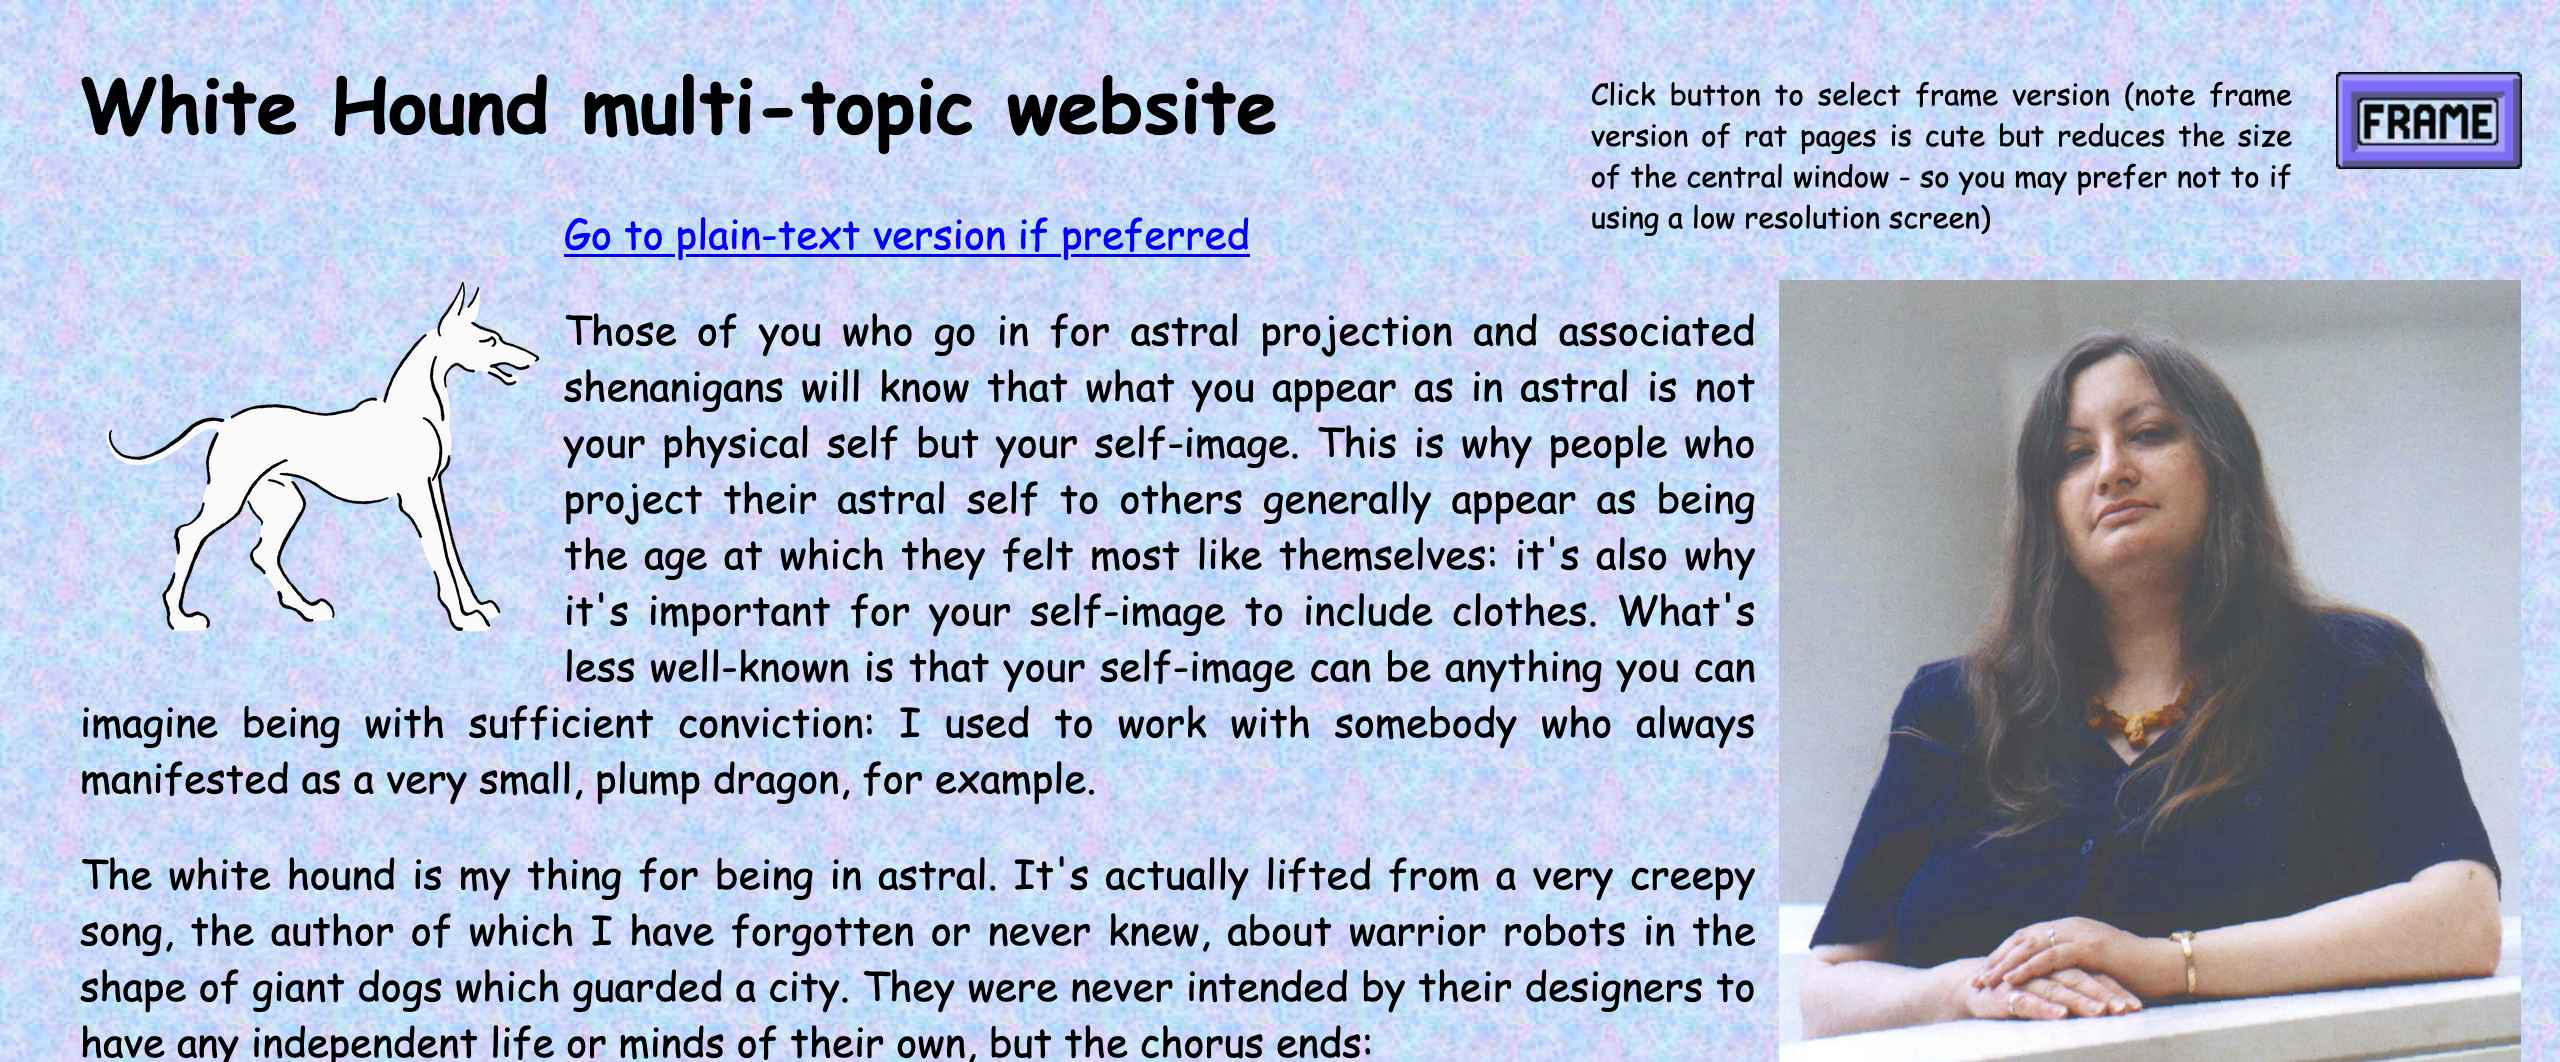 White Hound multi-topic website
Click button to select frame version (note frame
version of rat pages is cute but reduces the size
of the central window - so you may prefer not to if
using a low resolution screen)
FRAME
Go to plain-text version if preferred
Those of you who go in for astral projection and associated
shenanigans will know that what you appear as in astral is not
your physical self but your self-image. This is why people who
project their astral self to others generally appear as being
the age at which they felt most like themselves: it's also why
it's important for your self-image to include clothes. What's
less well-known is that your self-image can be anything you can
imagine being with sufficient conviction: I used to work with somebody who always
manifested as a very small, plump dragon, for example.
The white hound is my thing for being in astral. It's actually lifted from a very creepy
song, the author of which I have forgotten or never knew, about warrior robots in the
shape of giant dogs which guarded a city. They were never intended by their designers to
have any independent life or minds of their own, but the chorus ends: